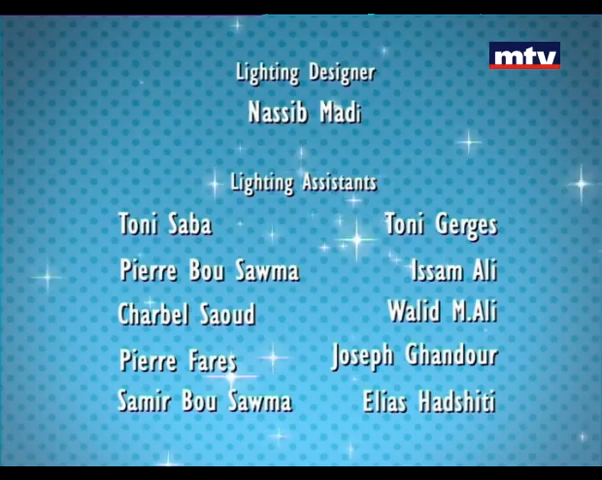 mtv
Lighting Designer
Nassib Madi
Lighting Assistants
Toni Saba Toni Gerges
Pierre Bou Sawma Issam Ali
Charbel Saoud Walid M.Ali
Pierre Fares Joseph Ghandour
Samir Bou Sawma Elias Hadshiti